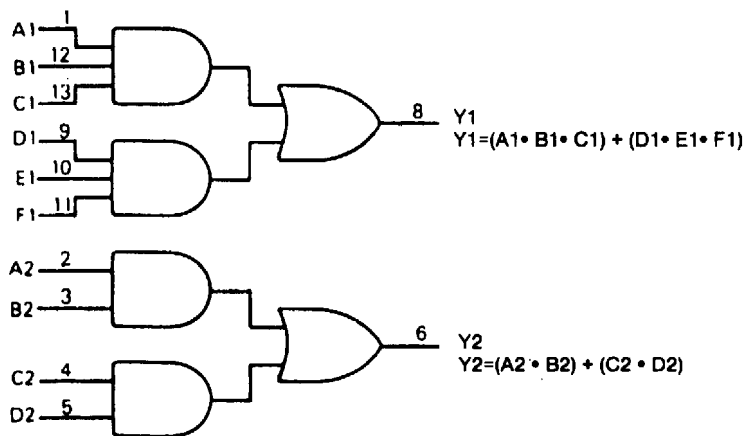 A1 1
B1 12
C1 13
D1 9
E1 10
F1 11
8 Y1
Y1=(A1• B1• C1) + (D1• E1• F1)
A2 2
B2 3
C2 4
D2 5
6 Y2
Y2=(A2 • B2) + (C2 • D2)